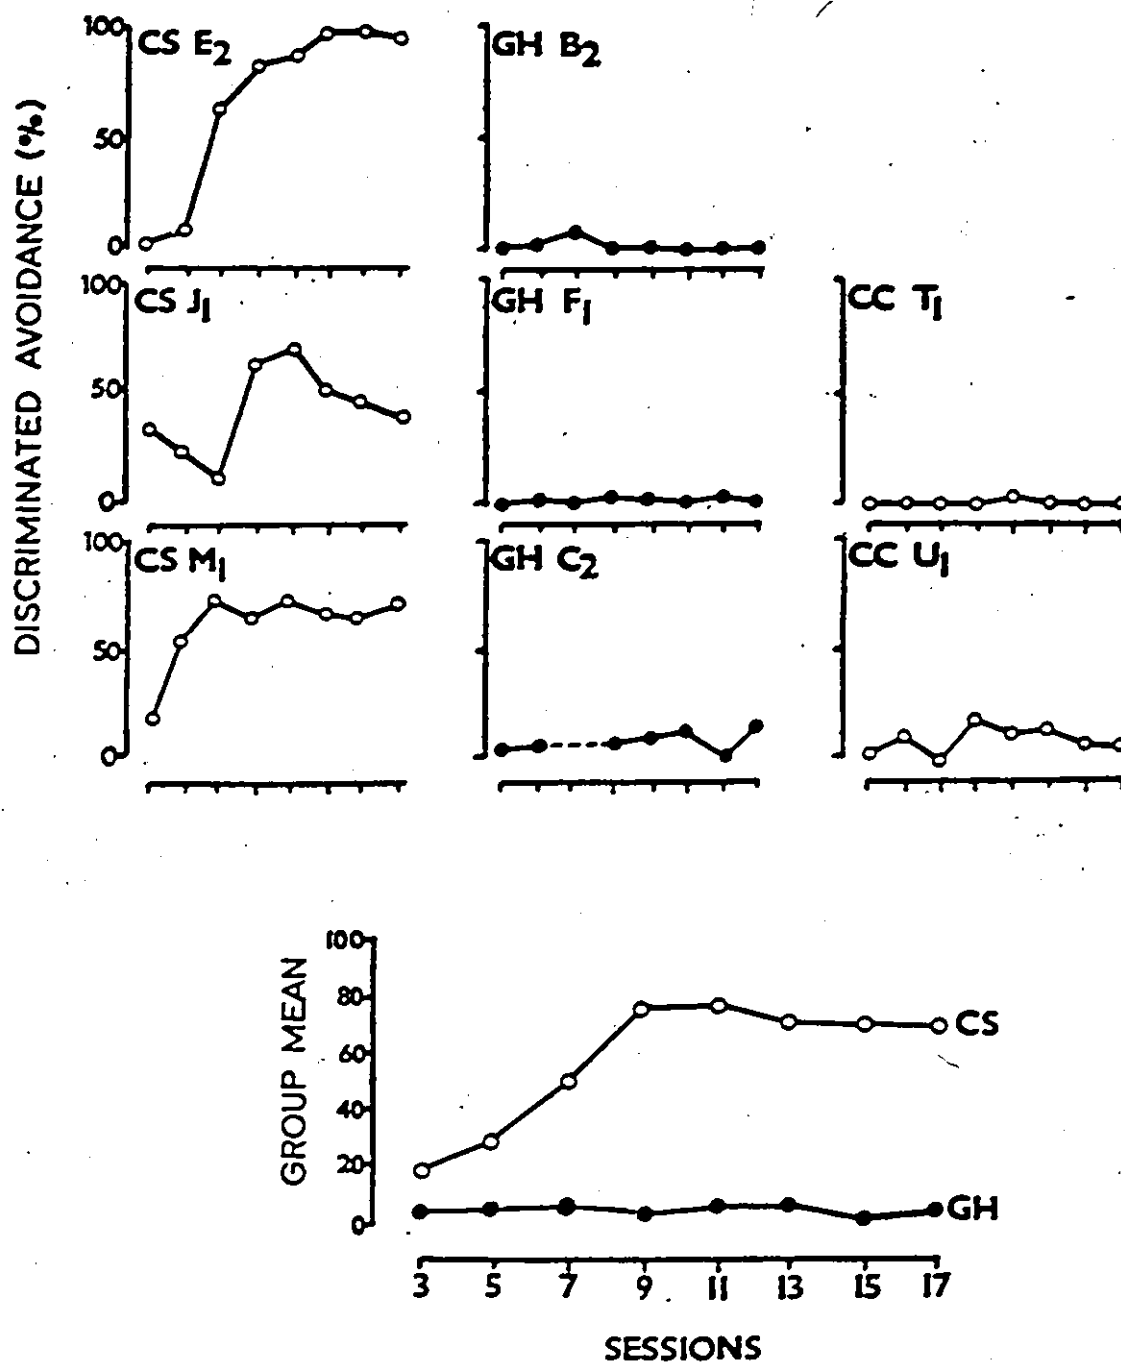 DISCRIMINATED AVOIDANCE (%)
100
50
0
CS E2
GH B2
100
50
0
CS J1
GH F1
CC T1
100
50
0
CS M1
GH C2
CC U1
GROUP MEAN
100
80
60
40
20
0
CS
GH
3 5 7 9 11 13 15 17
SESSIONS